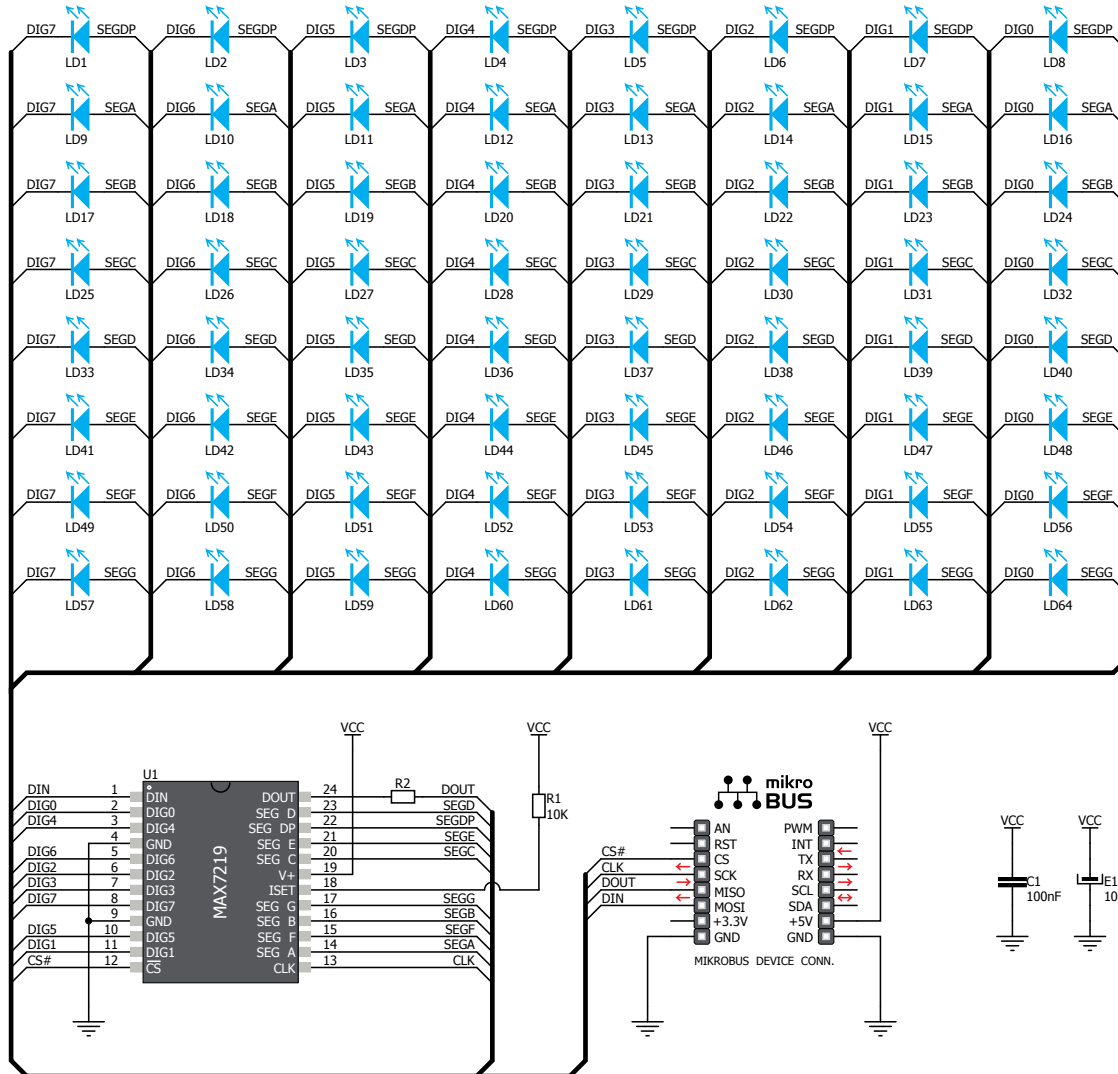 DIG7 SEGDP DIG6 SEGDP DIG5 SEGDP DIG4 SEGDP DIG3 SEGDP DIG2 SEGDP DIG1 SEGDP DIG0 SEGDP
LD1 LD2 LD3 LD4 LD5 LD6 LD7 LD8
DIG7 SEGA DIG6 SEGA DIG5 SEGA DIG4 SEGA DIG3 SEGA DIG2 SEGA DIG1 SEGA DIG0 SEGA
LD9 LD10 LD11 LD12 LD13 LD14 LD15 LD16
DIG7 SEGB DIG6 SEGB DIG5 SEGB DIG4 SEGB DIG3 SEGB DIG2 SEGB DIG1 SEGB DIG0 SEGB
LD17 LD18 LD19 LD20 LD21 LD22 LD23 LD24
DIG7 SEGC DIG6 SEGC DIG5 SEGC DIG4 SEGC DIG3 SEGC DIG2 SEGC DIG1 SEGC DIG0 SEGC
LD25 LD26 LD27 LD28 LD29 LD30 LD31 LD32
DIG7 SEGD DIG6 SEGD DIG5 SEGD DIG4 SEGD DIG3 SEGD DIG2 SEGD DIG1 SEGD DIG0 SEGD
LD33 LD34 LD35 LD36 LD37 LD38 LD39 LD40
DIG7 SEGE DIG6 SEGE DIG5 SEGE DIG4 SEGE DIG3 SEGE DIG2 SEGE DIG1 SEGE DIG0 SEGE
LD41 LD42 LD43 LD44 LD45 LD46 LD47 LD48
DIG7 SEGF DIG6 SEGF DIG5 SEGF DIG4 SEGF DIG3 SEGF DIG2 SEGF DIG1 SEGF DIG0 SEGF
LD49 LD50 LD51 LD52 LD53 LD54 LD55 LD56
DIG7 SEGG DIG6 SEGG DIG5 SEGG DIG4 SEGG DIG3 SEGG DIG2 SEGG DIG1 SEGG DIG0 SEGG
LD57 LD58 LD59 LD60 LD61 LD62 LD63 LD64
VCC VCC VCC
U1
MAX7219
DIN 1 DIN DOUT 24 R2 DOUT
DIG0 2 DIG0 SEG D 23 SEGD
DIG4 3 DIG4 SEG DP 22 SEGDP
4 GND SEG E 21 SEGE
DIG6 5 DIG6 SEG C 20 SEGC
DIG2 6 DIG2 V+ 19
DIG3 7 DIG3 ISET 18
DIG7 8 DIG7 SEG G 17 SEGG
9 GND SEG B 16 SEGB
DIG5 10 DIG5 SEG F 15 SEGF
DIG1 11 DIG1 SEG A 14 SEGA
CS# 12 CS CLK 13 CLK
R1
10K
mikro
BUS
AN PWM
RST INT
CS# CS TX
CLK SCK RX
DOUT MISO SCL
DIN MOSI SDA
+3.3V +5V
GND GND
MIKROBUS DEVICE CONN.
VCC VCC
C1 E1
100nF 10